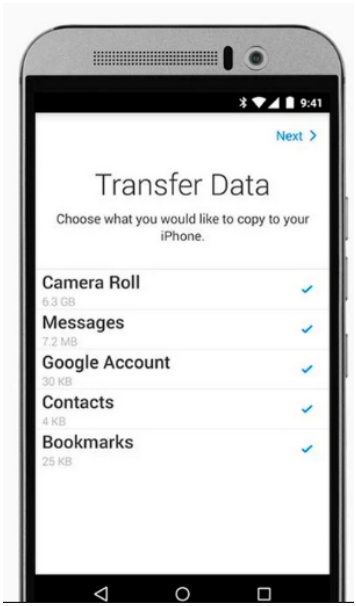 9:41
Next >
Transfer Data
Choose what you would like to copy to your
iPhone.
Camera Roll
6.3 GB
Messages
7.2 MB
Google Account
30 KB
Contacts
4 KB
Bookmarks
25 KB